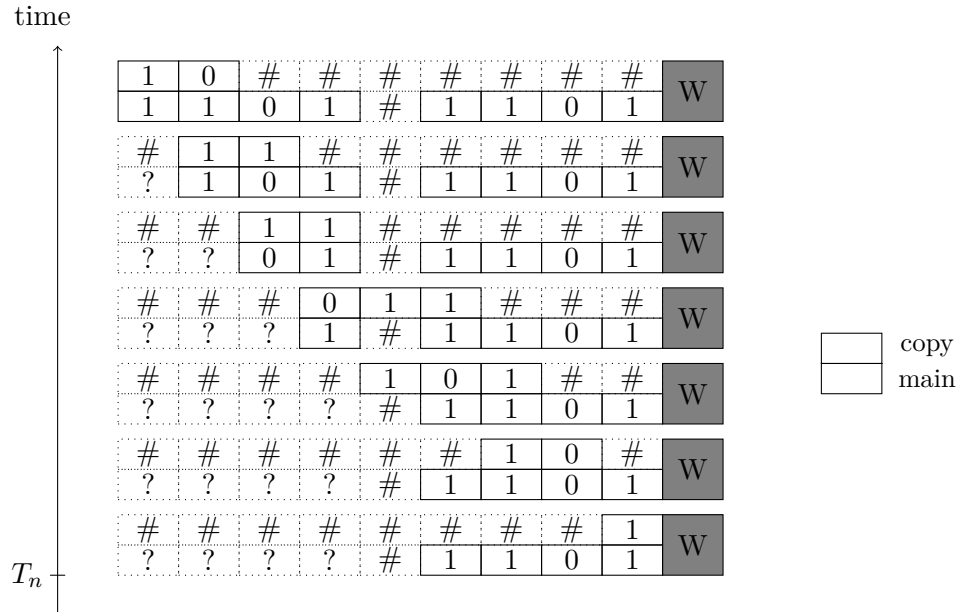 time
1 0 # # # # # # # W
1 1 0 1 # 1 1 0 1
# 1 1 # # # # # # W
? 1 0 1 # 1 1 0 1
# # 1 1 # # # # # W
? ? 0 1 # 1 1 0 1
# # # 0 1 1 # # # W
? ? ? 1 # 1 1 0 1
# # # # 1 0 1 # # W
? ? ? ? # 1 1 0 1
# # # # # # 1 0 # W
? ? ? ? # 1 1 0 1
# # # # # # # # 1 W
? ? ? ? # 1 1 0 1
T_n
copy
main